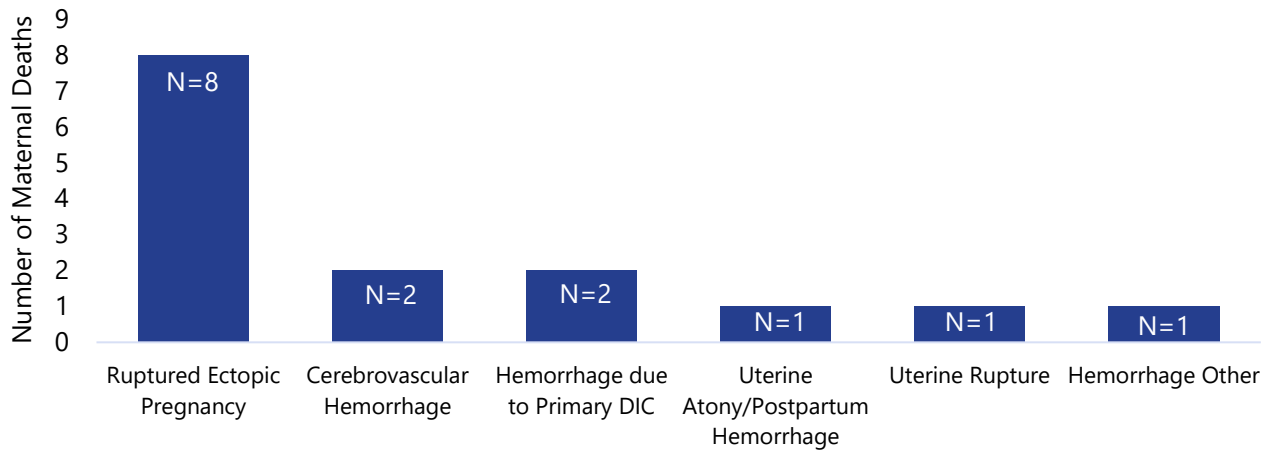 Number of Maternal Deaths
9
8
7
6
5
4
3
2
1
0
N=8
N=2
N=2
N=1
N=1
N=1
Ruptured Ectopic
Pregnancy
Cerebrovascular
Hemorrhage
Hemorrhage due
to Primary DIC
Uterine
Atony/Postpartum
Hemorrhage
Uterine Rupture
Hemorrhage Other